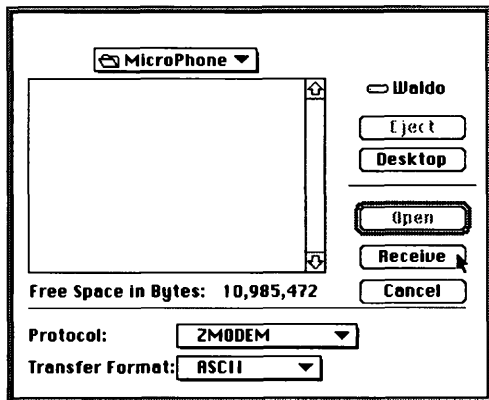 MicroPhone
Waldo
Eject
Desktop
Open
Receive
Cancel
Free Space in Bytes: 10,985,472
Protocol: ZMODEM
Transfer Format: ASCII